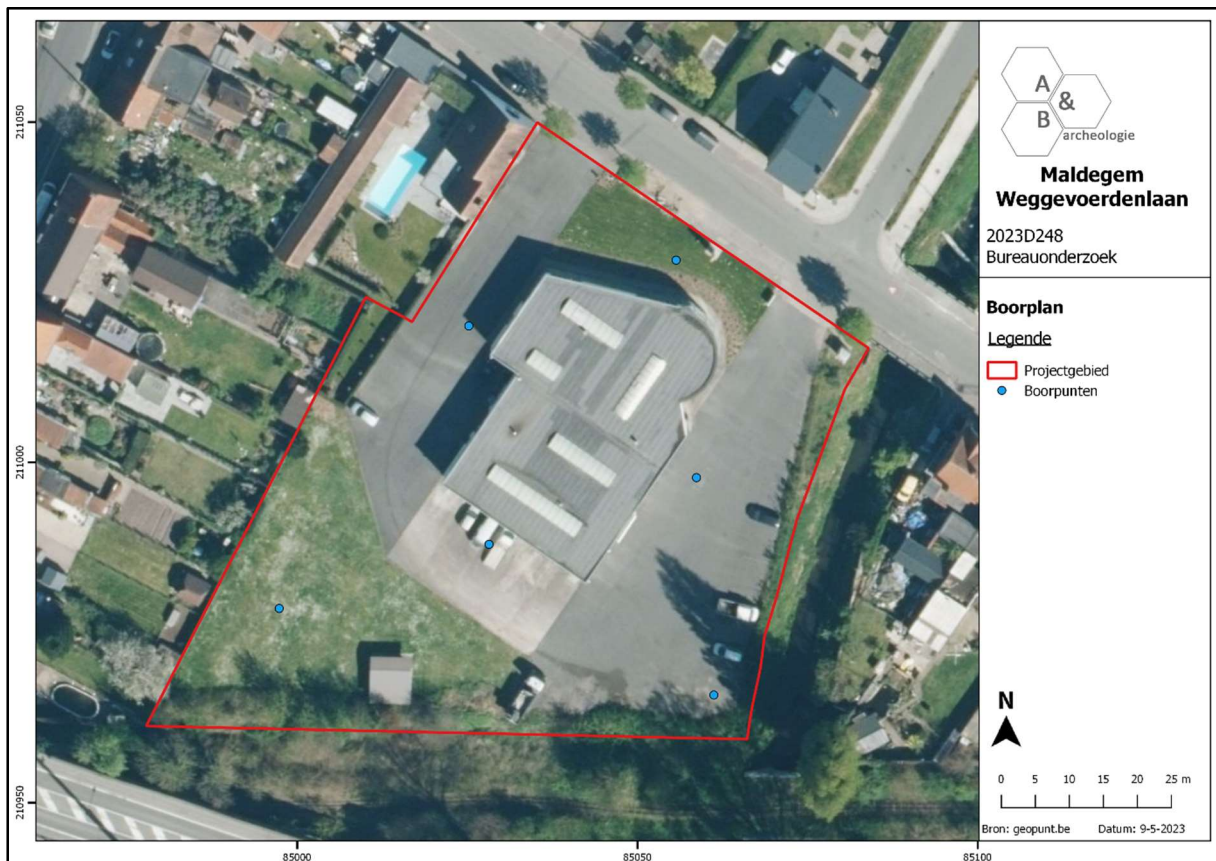 A
&
B
archeologie
Maldegem
Weggevoerdenlaan
2023D248
Bureauonderzoek
Boorplan
Legende
Projectgebied
Boorpunten
N
0 5 10 15 20 25 m
Bron: geopunt.be Datum: 9-5-2023
211050
211000
210950
85000 85050 85100